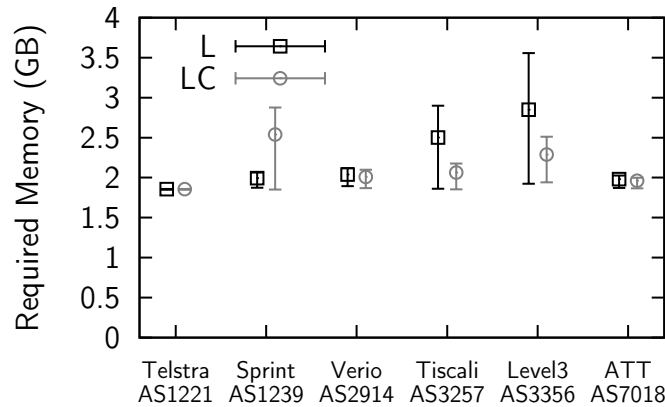 4
3.5
3
2.5
2
1.5
1
0.5
0
Required Memory (GB)
L
LC
Telstra Sprint Verio Tiscali Level3 ATT
AS1221 AS1239 AS2914 AS3257 AS3356 AS7018